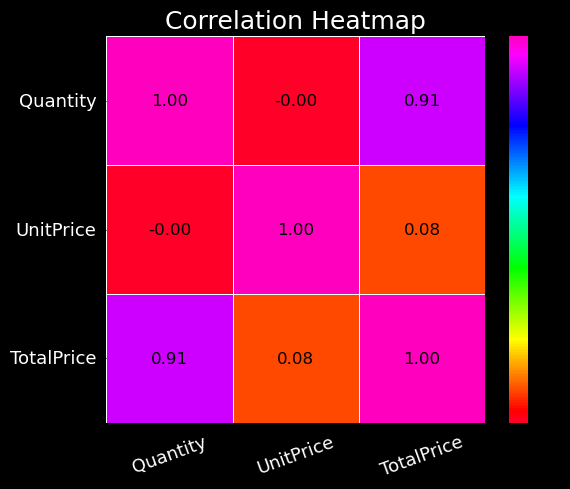 Correlation Heatmap
Quantity 1.00 -0.00 0.91
UnitPrice -0.00 1.00 0.08
TotalPrice 0.91 0.08 1.00
Quantity UnitPrice TotalPrice